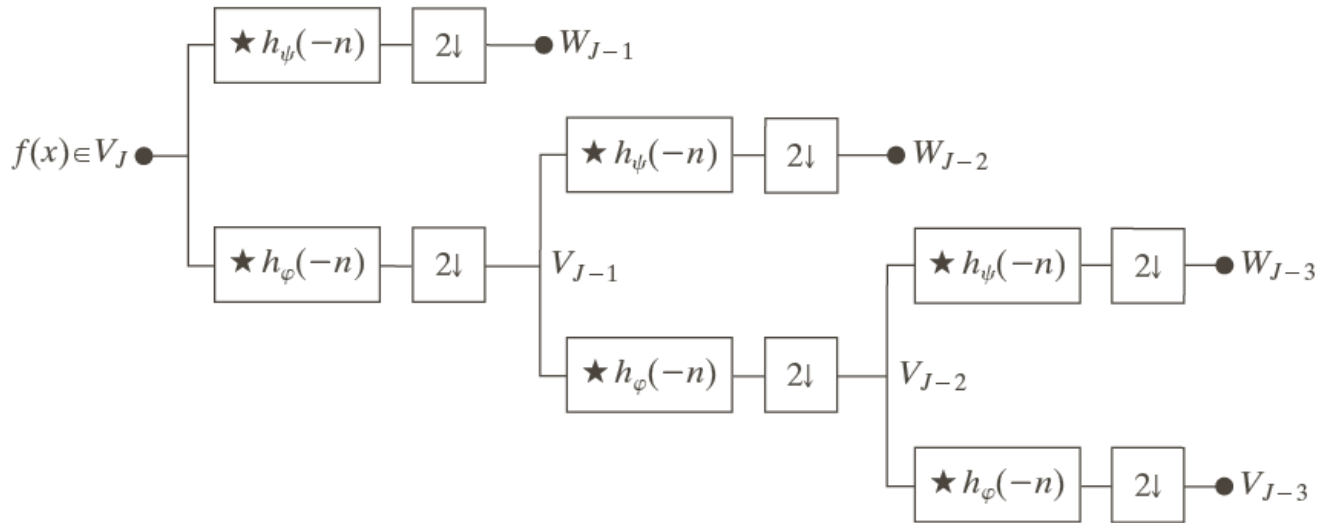 ★ h_ψ(−n) 2↓ W_{J−1}
f(x)∈V_J ★ h_ψ(−n) 2↓ W_{J−2}
★ h_φ(−n) 2↓ V_{J−1} ★ h_ψ(−n) 2↓ W_{J−3}
★ h_φ(−n) 2↓ V_{J−2}
★ h_φ(−n) 2↓ V_{J−3}